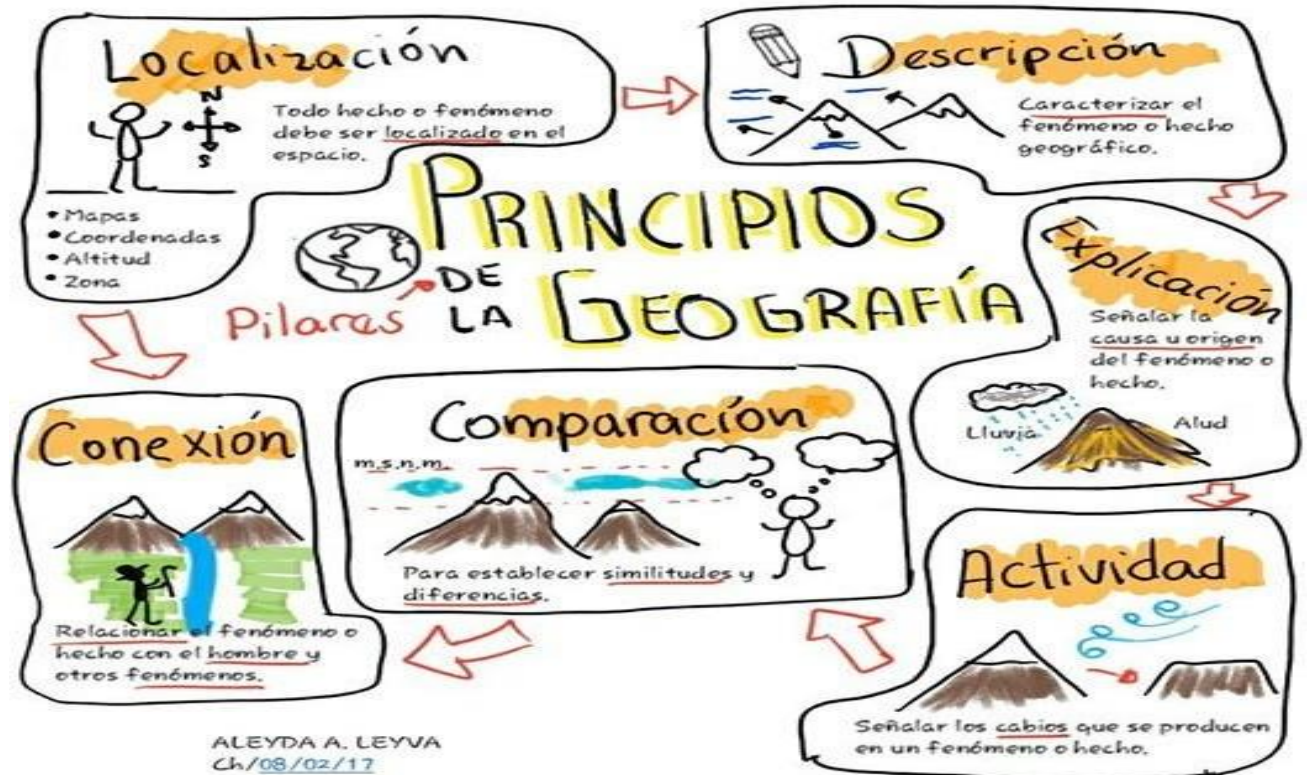 Localización
N
S
Todo hecho o fenómeno
debe ser localizado en el
espacio.
• Mapas
• Coordenadas
• Altitud
• Zona
Descripción
Caracterizar el
fenómeno o hecho
geográfico.
PRINCIPIOS
DE
LA GEOGRAFÍA
Pilares
Explicación
Señalar la
causa u origen
del fenómeno o
hecho.
Lluvia
Alud
Actividad
Señalar los cabios que se producen
en un fenómeno o hecho.
Comparación
m.s.n.m.
Para establecer similitudes y
diferencias.
Conexión
Relacionar el fenómeno o
hecho con el hombre y
otros fenómenos.
ALEYDA A. LEYVA
Ch/08/02/17